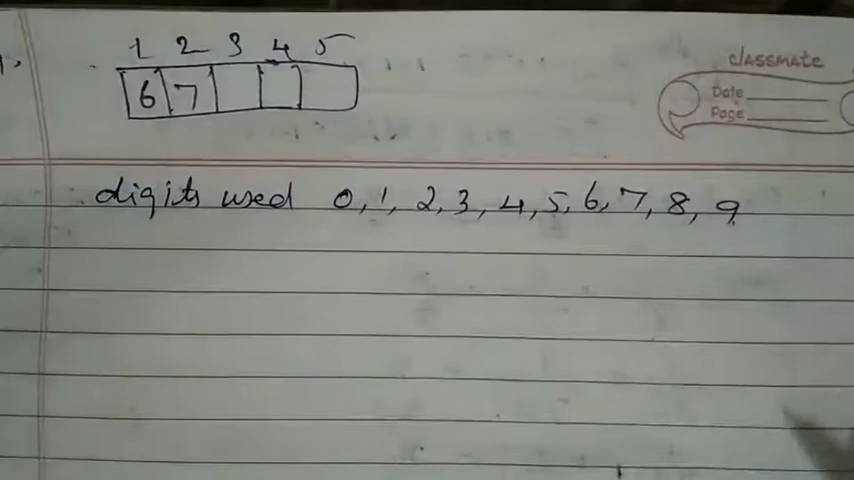 1 2 3 4 5
6 7
classmate
Date
Page
digits used 0, 1, 2, 3, 4, 5, 6, 7, 8, 9